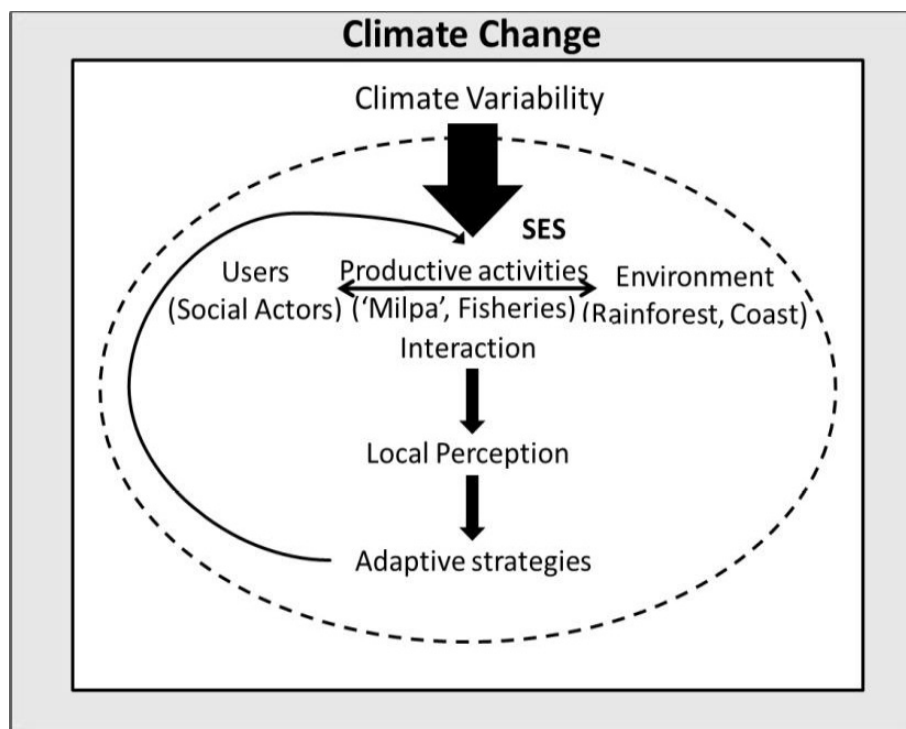 Climate Change
Climate Variability
SES
Users
(Social Actors)
Productive activities
(‘Milpa’, Fisheries)
Interaction
Environment
(Rainforest, Coast)
Local Perception
Adaptive strategies